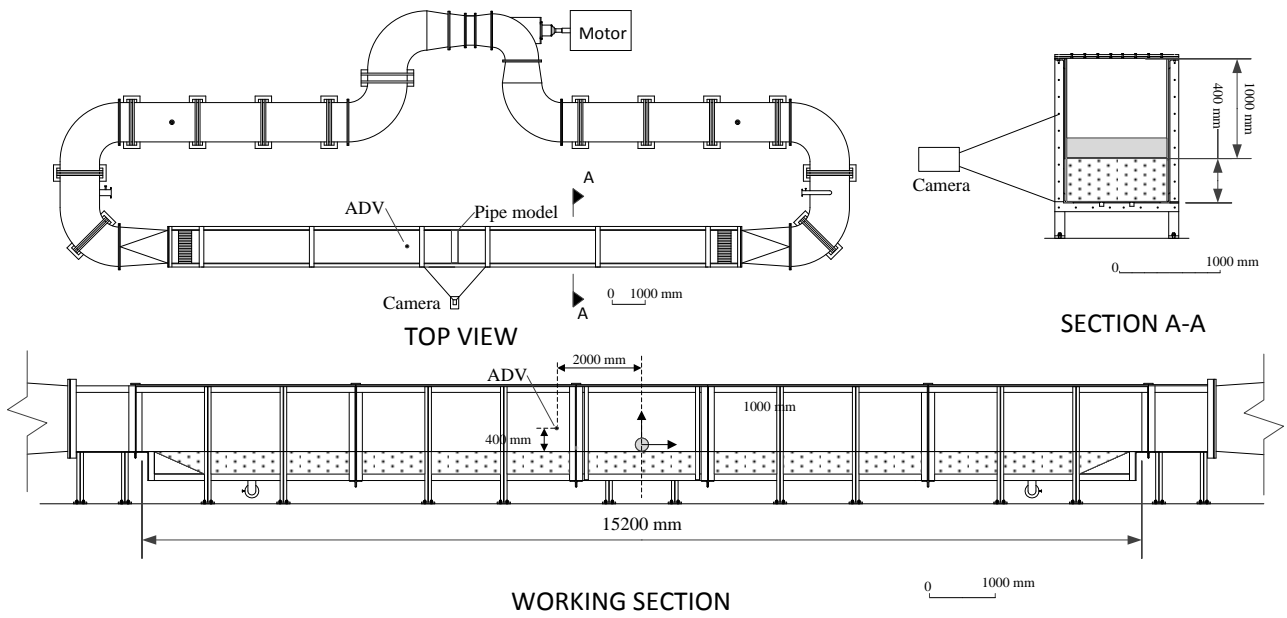 Motor
A
ADV
Pipe model
Camera
0 1000 mm
A
TOP VIEW
400 mm
1000 mm
Camera
0 1000 mm
SECTION A-A
2000 mm
ADV
1000 mm
400 mm
15200 mm
0 1000 mm
WORKING SECTION